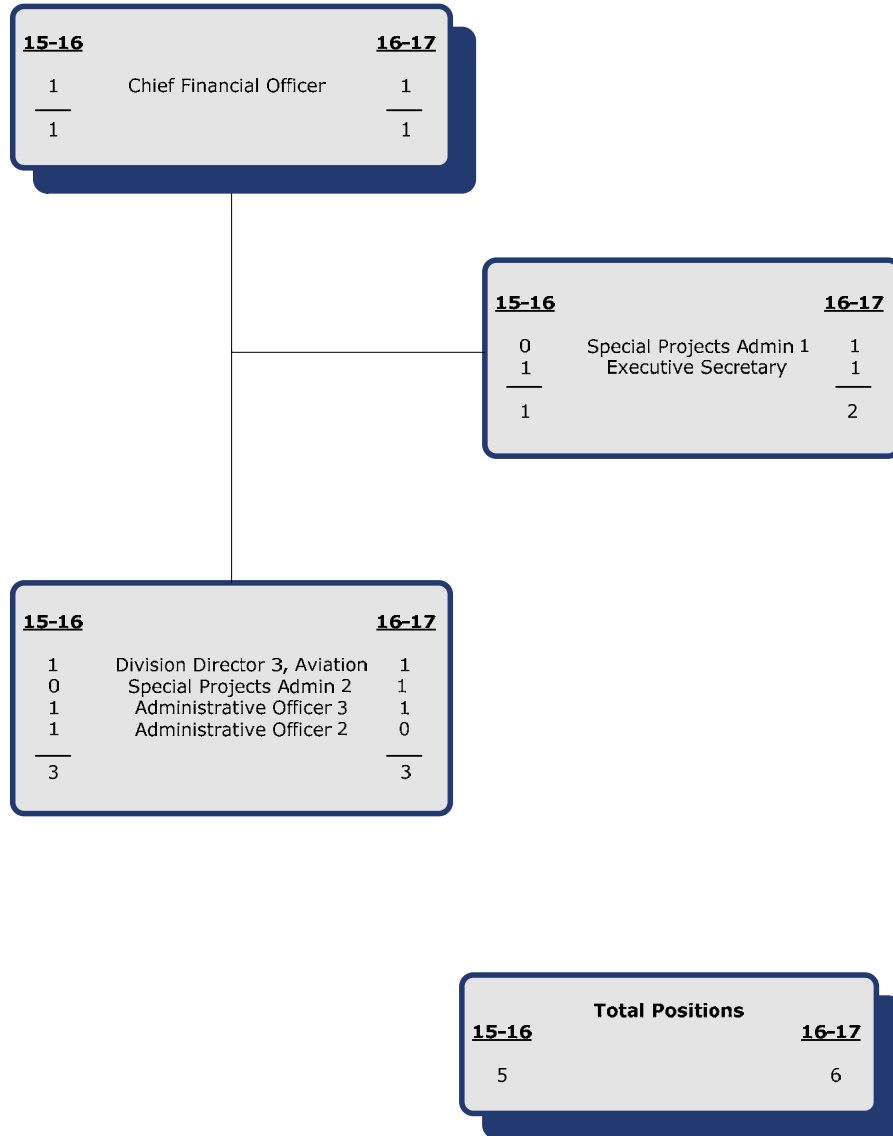 15-16 16-17
1 Chief Financial Officer 1
1 1
15-16 16-17
0 Special Projects Admin 1 1
1 Executive Secretary 1
1 2
15-16 16-17
1 Division Director 3, Aviation 1
0 Special Projects Admin 2 1
1 Administrative Officer 3 1
1 Administrative Officer 2 0
3 3
Total Positions
15-16 16-17
5 6